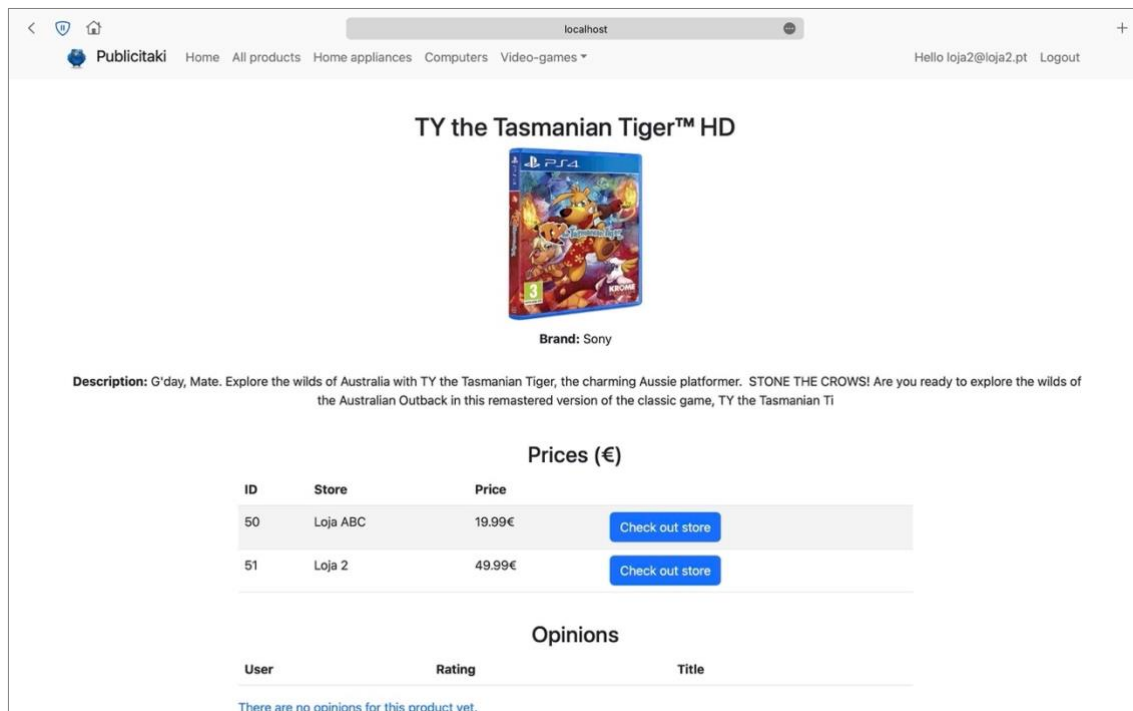 localhost
Publicitaki Home All products Home appliances Computers Video-games Hello loja2@loja2.pt Logout
TY the Tasmanian Tiger™ HD
PS4
TY
the Tasmanian Tiger
3
KROME
Brand: Sony
Description: G'day, Mate. Explore the wilds of Australia with TY the Tasmanian Tiger, the charming Aussie platformer. STONE THE CROWS! Are you ready to explore the wilds of
the Australian Outback in this remastered version of the classic game, TY the Tasmanian Ti
Prices (€)
ID Store Price
50 Loja ABC 19.99€ Check out store
51 Loja 2 49.99€ Check out store
Opinions
User Rating Title
There are no opinions for this product yet.